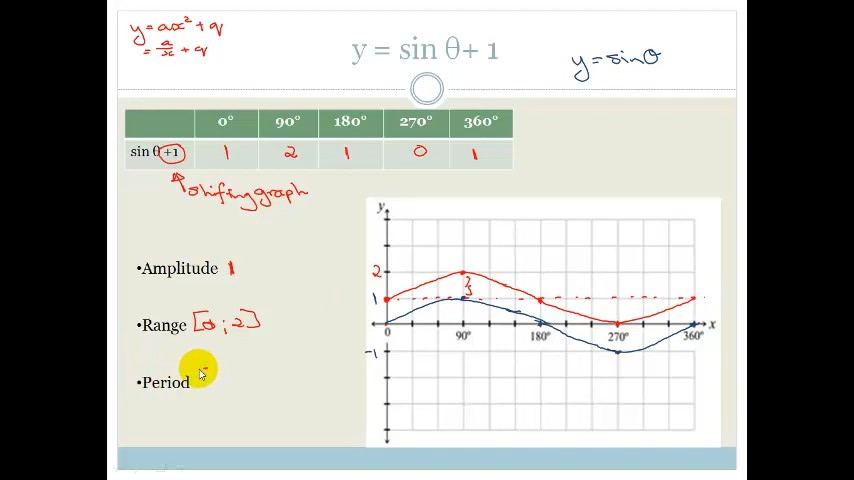 y = ax² + q
= a/x + q
y = sin θ+ 1
y = sinθ
0° 90° 180° 270° 360°
sin θ +1 1 2 1 0 1
shifting graph
•Amplitude 1
•Range [0 ; 2]
•Period
y
2
1
0 90° 180° 270° 360° x
-1